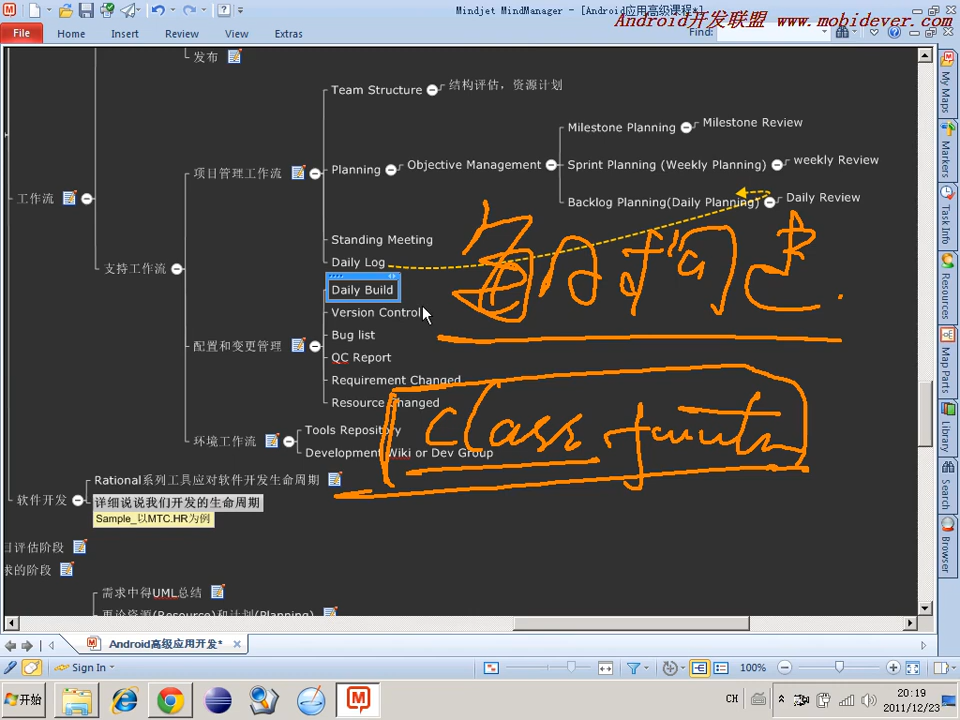 Mindjet MindManager - [Android应用高级课程*]
Android开发联盟 www.mobidever.com
File
Home
Insert
Review
View
Extras
Find:
发布
Team Structure
结构评估，资源计划
Milestone Planning
Milestone Review
项目管理工作流
Planning
Objective Management
Sprint Planning (Weekly Planning)
weekly Review
工作流
Backlog Planning(Daily Planning)
Daily Review
Standing Meeting
支持工作流
Daily Log
Daily Build
Version Control
Bug list
配置和变更管理
QC Report
Requirement Changed
Resource Changed
class
Tools Repository
环境工作流
Development Wiki or Dev Group
Rational系列工具应对软件开发生命周期
软件开发
详细说说我们开发的生命周期
Sample_以MTC.HR为例
目评估阶段
求的阶段
需求中得UML总结
再论资源(Resource)和计划(Planning)
My Maps
Markers
Task Info
Resources
Map Parts
Library
Search
Browser
Android高级应用开发*
Sign In
100%
开始
CH
20:19
2011/12/23